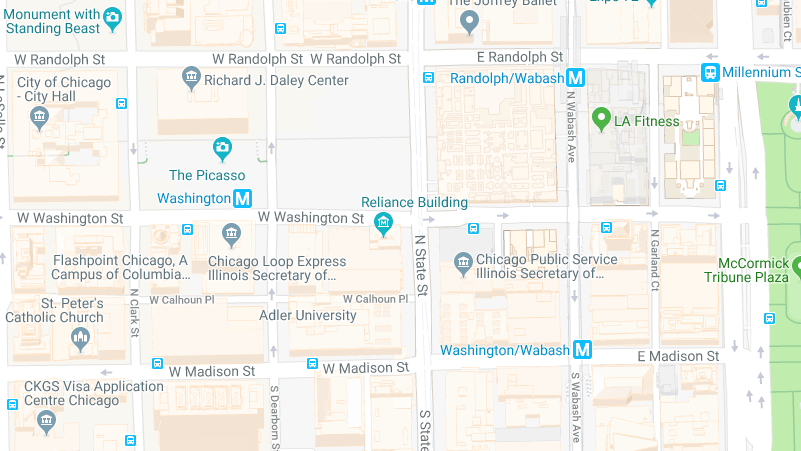 Monument with
Standing Beast
The Joffrey Ballet
W Randolph St
W Randolph St
W Randolph St
E Randolph St
City of Chicago
- City Hall
Richard J. Daley Center
Randolph/Wabash
M
Millennium S
N LaSalle St
N Wabash Ave
LA Fitness
The Picasso
Washington
M
Reliance Building
W Washington St
W Washington St
Flashpoint Chicago, A
Campus of Columbia...
Chicago Loop Express
Illinois Secretary of...
N State St
Chicago Public Service
Illinois Secretary of...
N Garland Ct
McCormick
Tribune Plaza
St. Peter's
Catholic Church
N Clark St
W Calhoun Pl
W Calhoun Pl
Adler University
Washington/Wabash
M
E Madison St
W Madison St
W Madison St
CKGS Visa Application
Centre Chicago
S Dearborn St
S State
S Wabash Ave